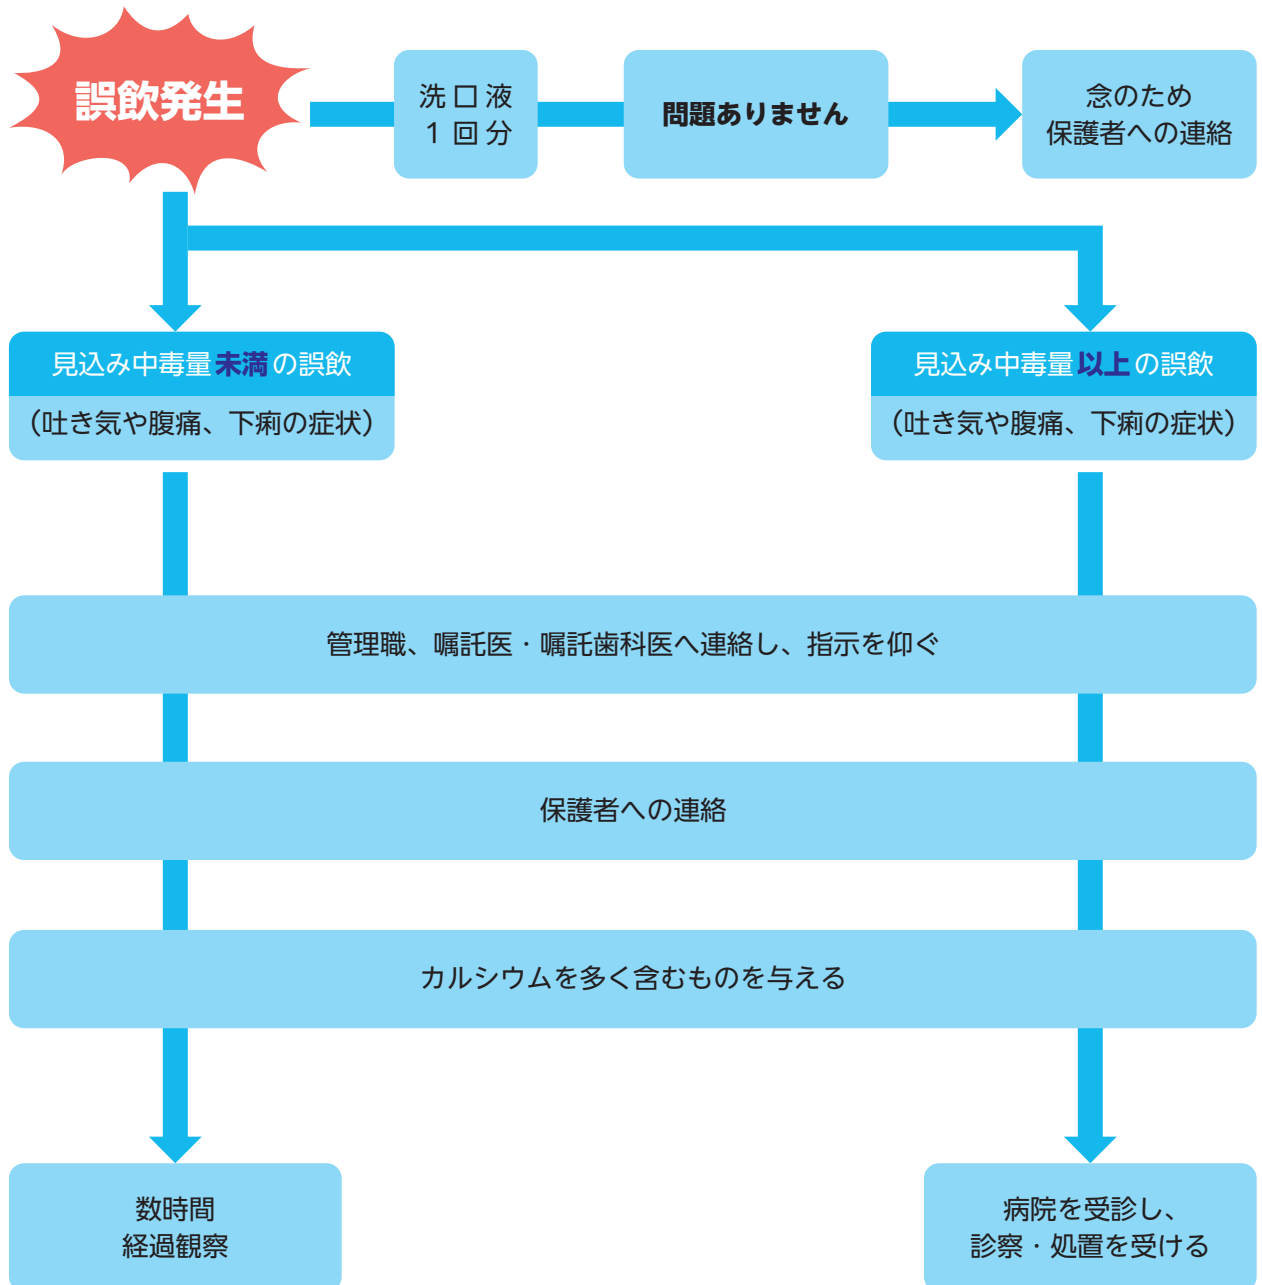 誤飲発生
洗口液
1回分
問題ありません
念のため
保護者への連絡
見込み中毒量未満の誤飲
(吐き気や腹痛、下痢の症状)
見込み中毒量以上の誤飲
(吐き気や腹痛、下痢の症状)
管理職、嘱託医・嘱託歯科医へ連絡し、指示を仰ぐ
保護者への連絡
カルシウムを多く含むものを与える
数時間
経過観察
病院を受診し、
診察・処置を受ける